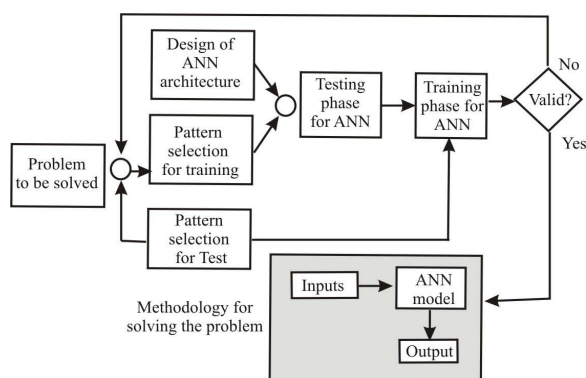 Design of
ANN
architecture
No
Testing
phase
for ANN
Training
phase for
ANN
Valid?
Pattern
selection
for training
Yes
Problem
to be solved
Pattern
selection
for Test
Methodology for
solving the problem
Inputs
ANN
model
Output